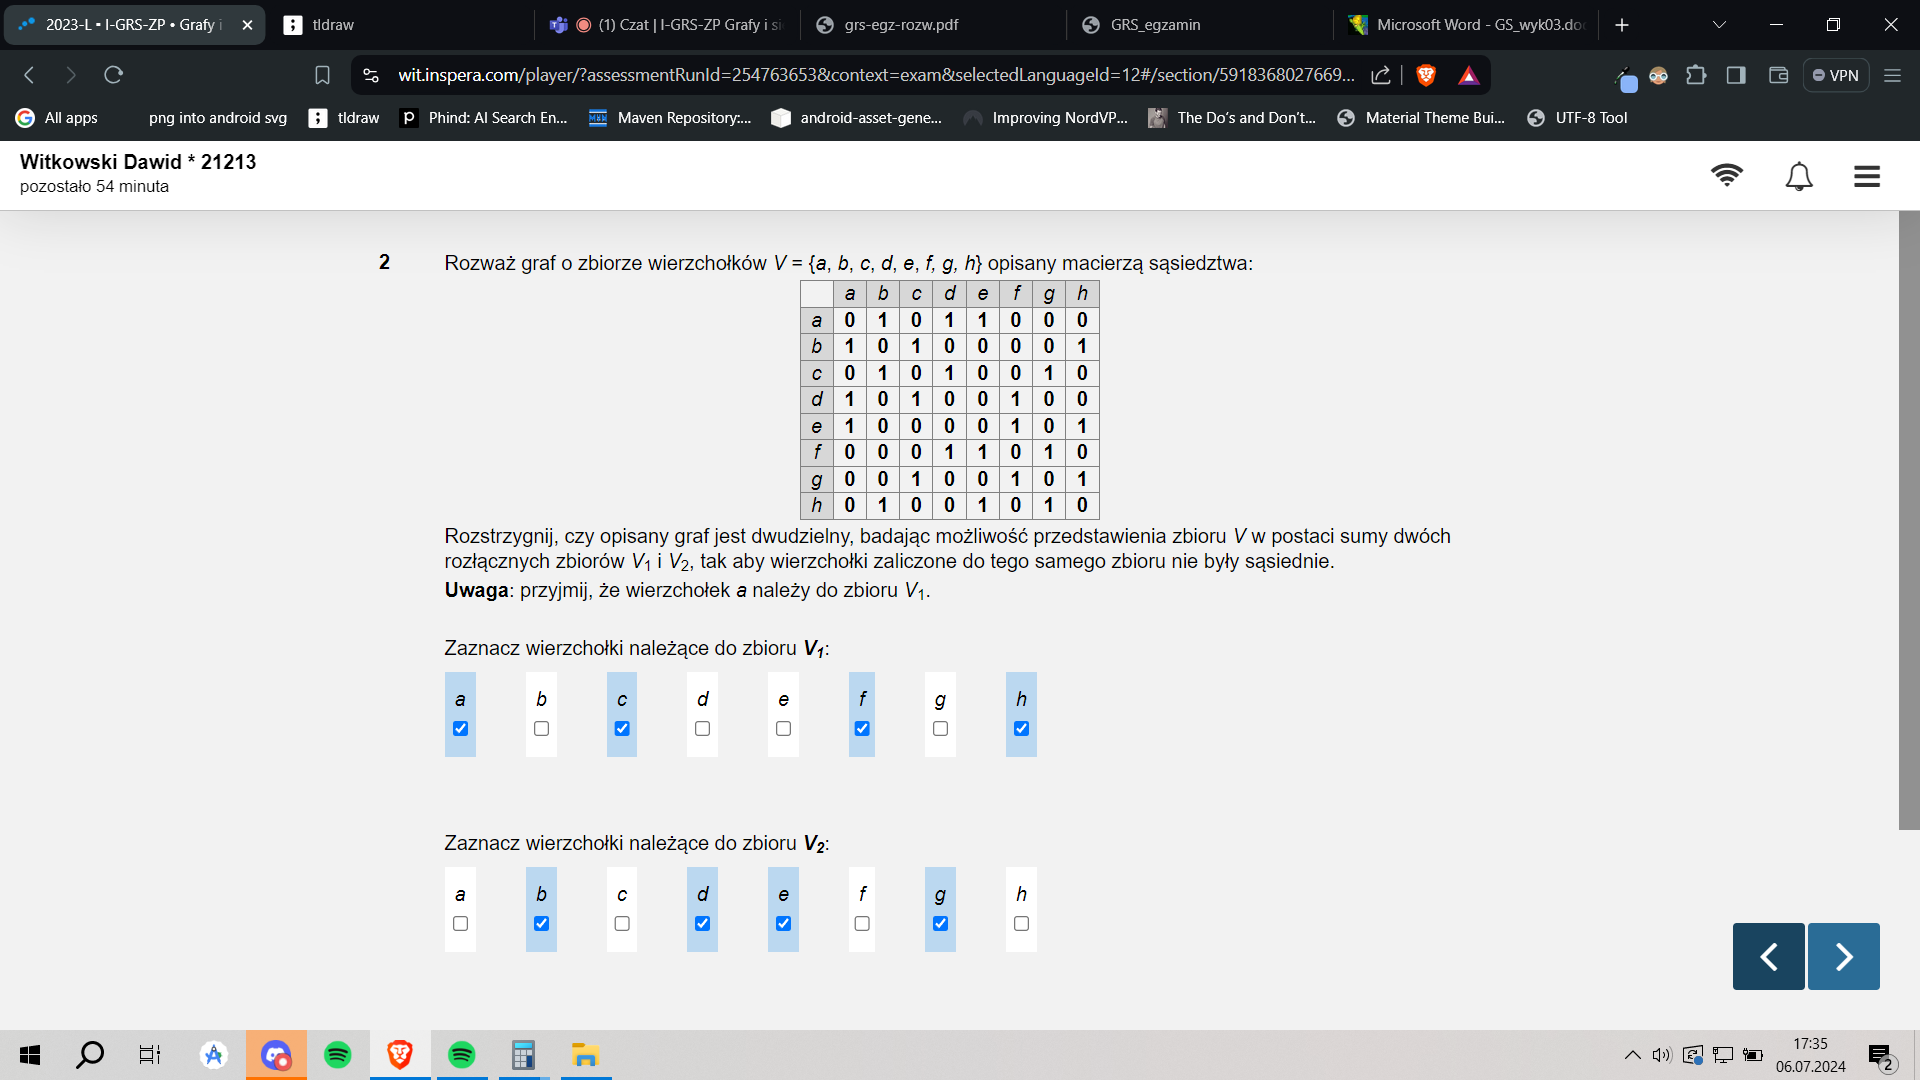 2023-L • I-GRS-ZP • Grafy i
tldraw
(1) Czat | I-GRS-ZP Grafy i si
grs-egz-rozw.pdf
GRS_egzamin
Microsoft Word - GS_wyk03.doc
wit.inspera.com/player/?assessmentRunId=254763653&context=exam&selectedLanguageId=12#/section/5918368027669...
VPN
All apps
png into android svg
tldraw
Phind: AI Search En...
Maven Repository:...
android-asset-gene...
Improving NordVP...
The Do's and Don't...
Material Theme Bui...
UTF-8 Tool
Witkowski Dawid * 21213
pozostało 54 minuta
2 Rozważ graf o zbiorze wierzchołków V = {a, b, c, d, e, f, g, h} opisany macierzą sąsiedztwa:
a b c d e f g h
a 0 1 0 1 1 0 0 0
b 1 0 1 0 0 0 0 1
c 0 1 0 1 0 0 1 0
d 1 0 1 0 0 1 0 0
e 1 0 0 0 0 1 0 1
f 0 0 0 1 1 0 1 0
g 0 0 1 0 0 1 0 1
h 0 1 0 0 1 0 1 0
Rozstrzygnij, czy opisany graf jest dwudzielny, badając możliwość przedstawienia zbioru V w postaci sumy dwóch
rozłącznych zbiorów V1 i V2, tak aby wierzchołki zaliczone do tego samego zbioru nie były sąsiednie.
Uwaga: przyjmij, że wierzchołek a należy do zbioru V1.
Zaznacz wierzchołki należące do zbioru V1:
a b c d e f g h
Zaznacz wierzchołki należące do zbioru V2:
a b c d e f g h
17:35
06.07.2024
2